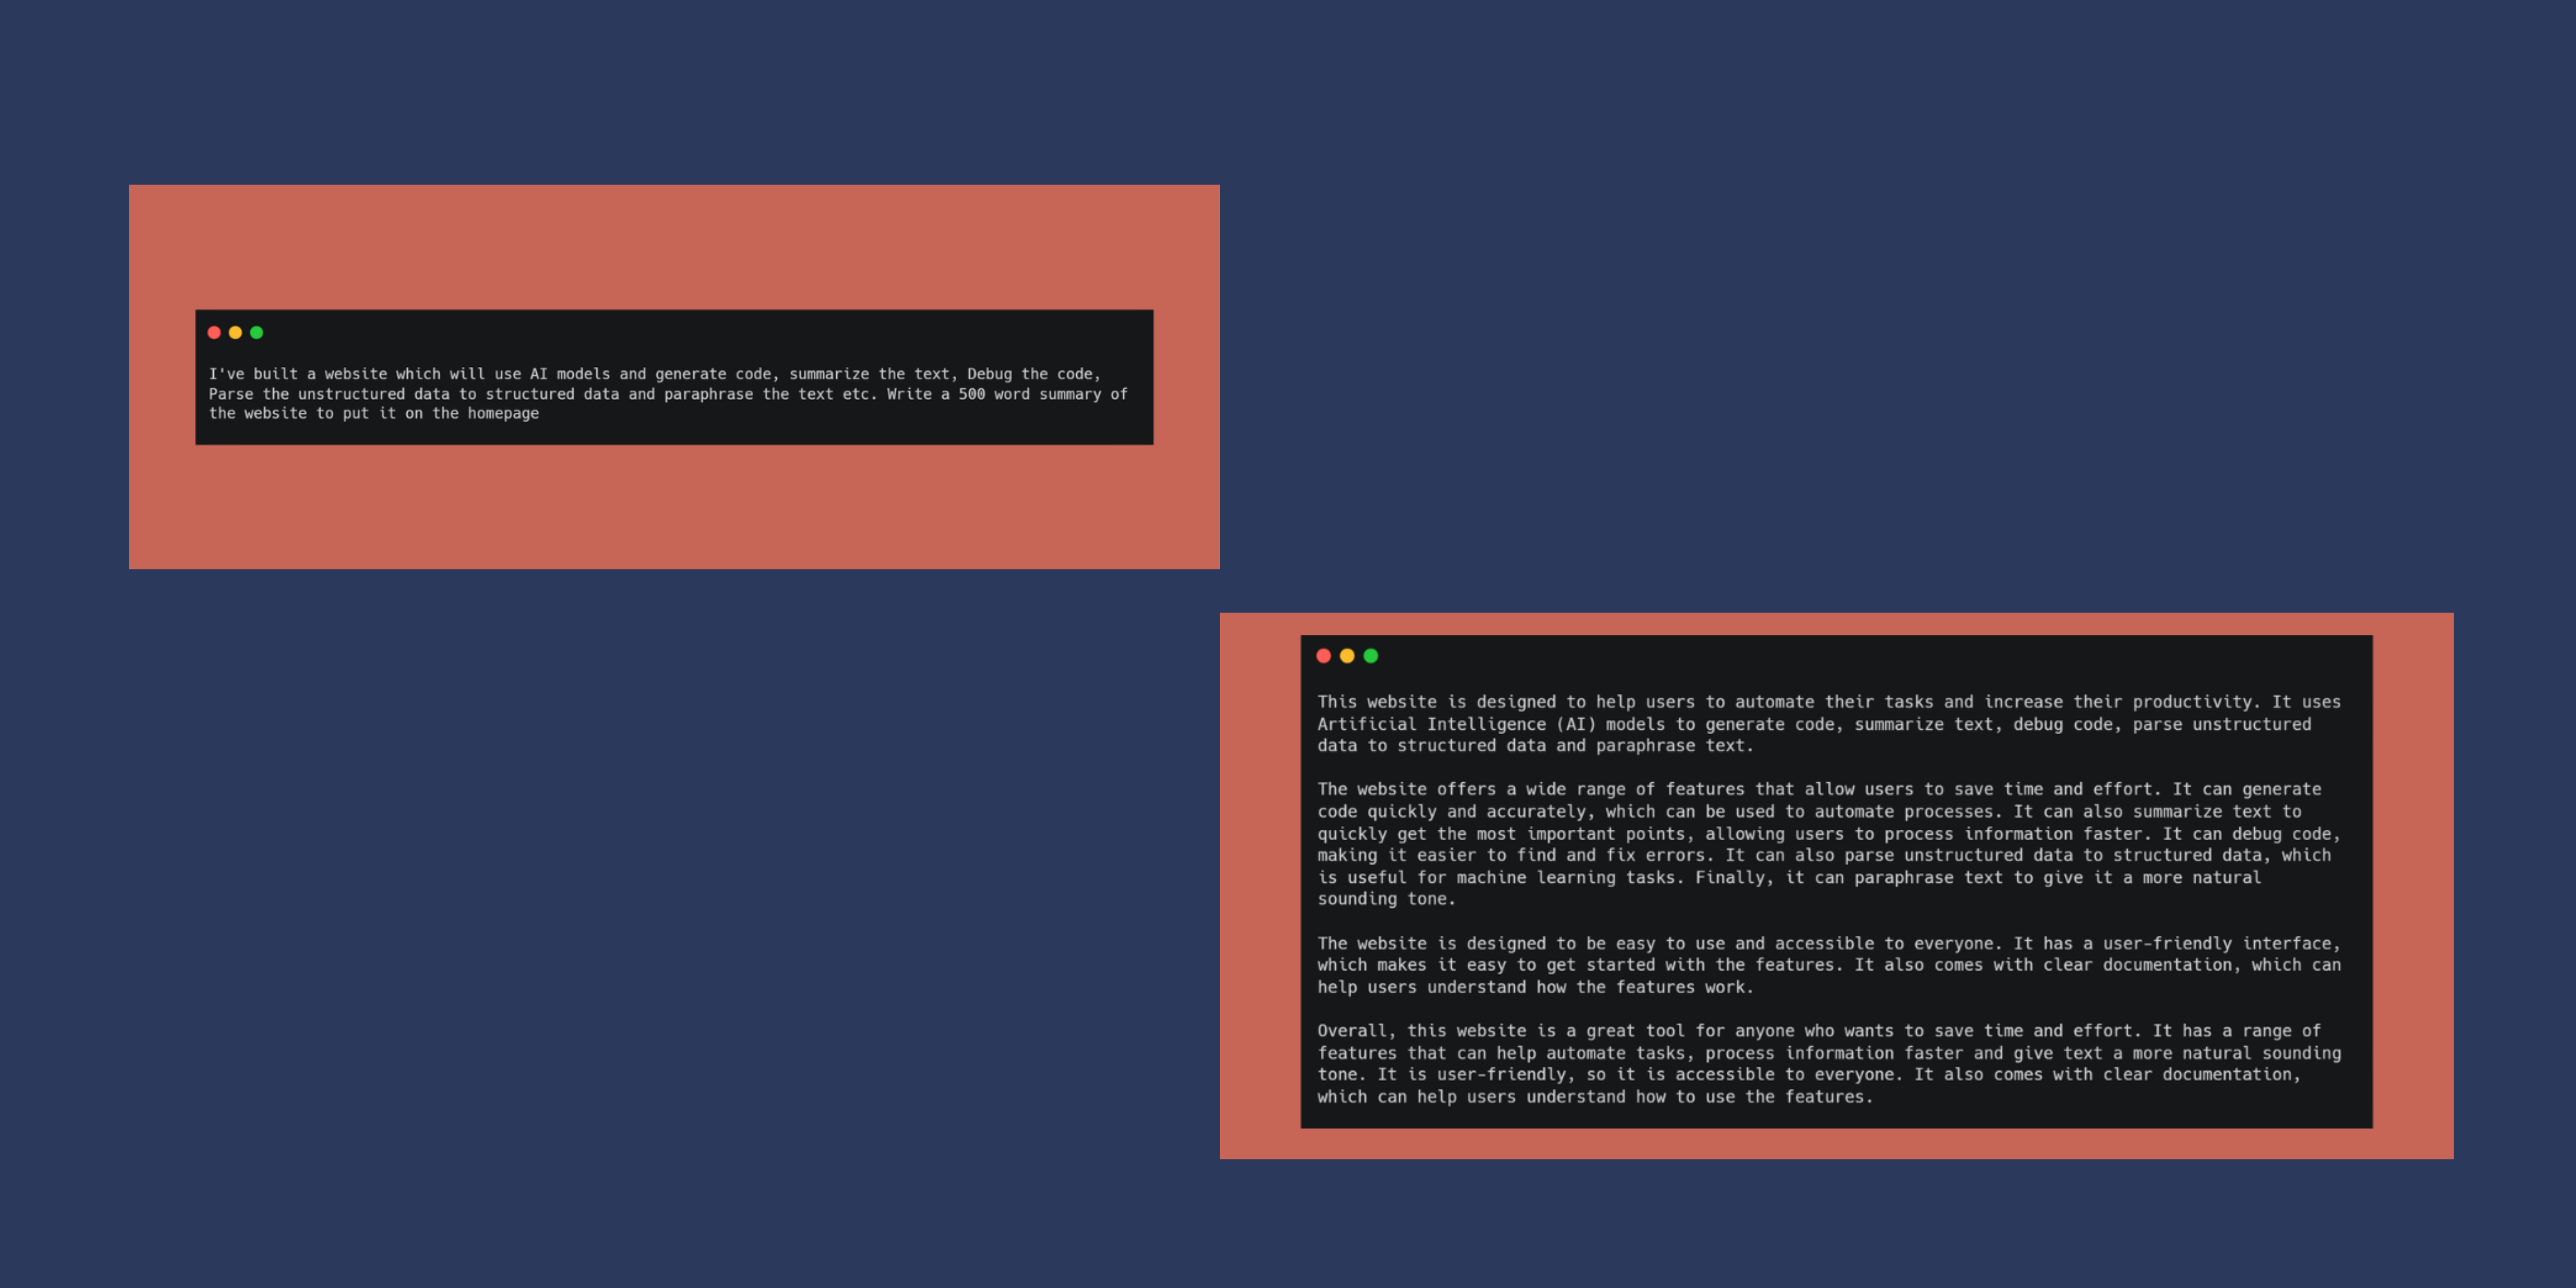 I've built a website which will use AI models and generate code, summarize the text, Debug the code,
Parse the unstructured data to structured data and paraphrase the text etc. Write a 500 word summary of
the website to put it on the homepage
This website is designed to help users to automate their tasks and increase their productivity. It uses
Artificial Intelligence (AI) models to generate code, summarize text, debug code, parse unstructured
data to structured data and paraphrase text.
The website offers a wide range of features that allow users to save time and effort. It can generate
code quickly and accurately, which can be used to automate processes. It can also summarize text to
quickly get the most important points, allowing users to process information faster. It can debug code,
making it easier to find and fix errors. It can also parse unstructured data to structured data, which
is useful for machine learning tasks. Finally, it can paraphrase text to give it a more natural
sounding tone.
The website is designed to be easy to use and accessible to everyone. It has a user-friendly interface,
which makes it easy to get started with the features. It also comes with clear documentation, which can
help users understand how the features work.
Overall, this website is a great tool for anyone who wants to save time and effort. It has a range of
features that can help automate tasks, process information faster and give text a more natural sounding
tone. It is user-friendly, so it is accessible to everyone. It also comes with clear documentation,
which can help users understand how to use the features.